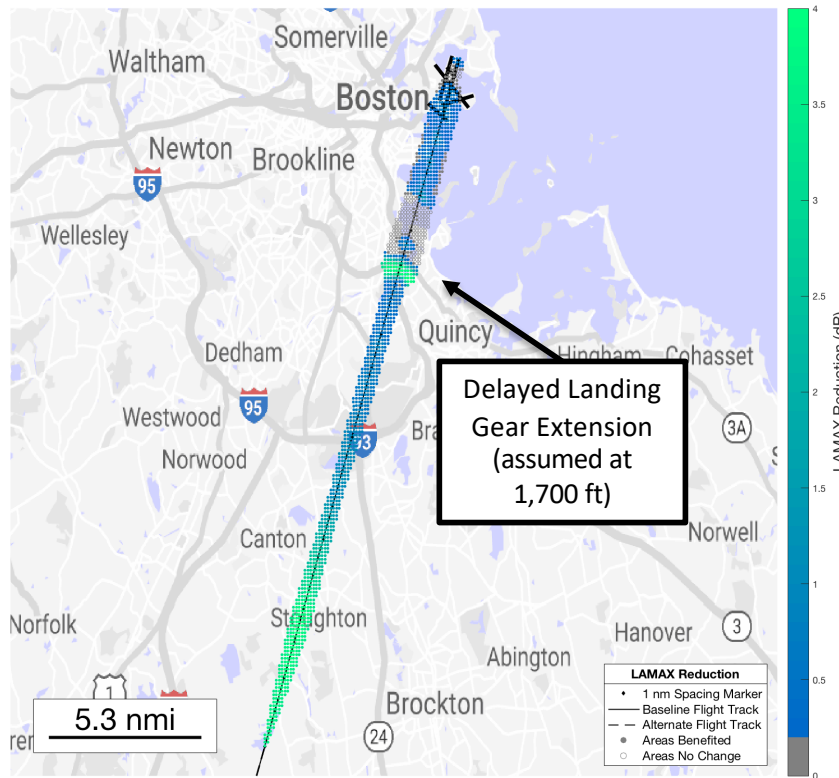 Somerville
Waltham
Boston
Newton
95
Brookline
Wellesley
Quincy
Hingham
Cohasset
Dedham
Delayed Landing
Gear Extension
(assumed at
1,700 ft)
95
Westwood
93
Bra
3A
S
Norwood
Canton
Norwell
Stoughton
Norfolk
Hanover
3
Abington
1
Brockton
24
5.3 nmi
LAMAX Reduction
1 nm Spacing Marker
Baseline Flight Track
Alternate Flight Track
Areas Benefited
Areas No Change
4
3.5
3
2.5
2
1.5
1
0.5
0
LAMAX Reduction (dB)